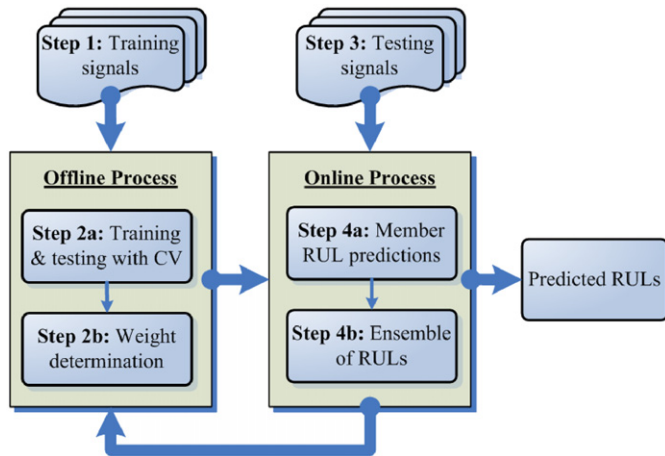 Step 1: Training
signals
Step 3: Testing
signals
Offline Process
Step 2a: Training
& testing with CV
Step 2b: Weight
determination
Online Process
Step 4a: Member
RUL predictions
Step 4b: Ensemble
of RULs
Predicted RULs